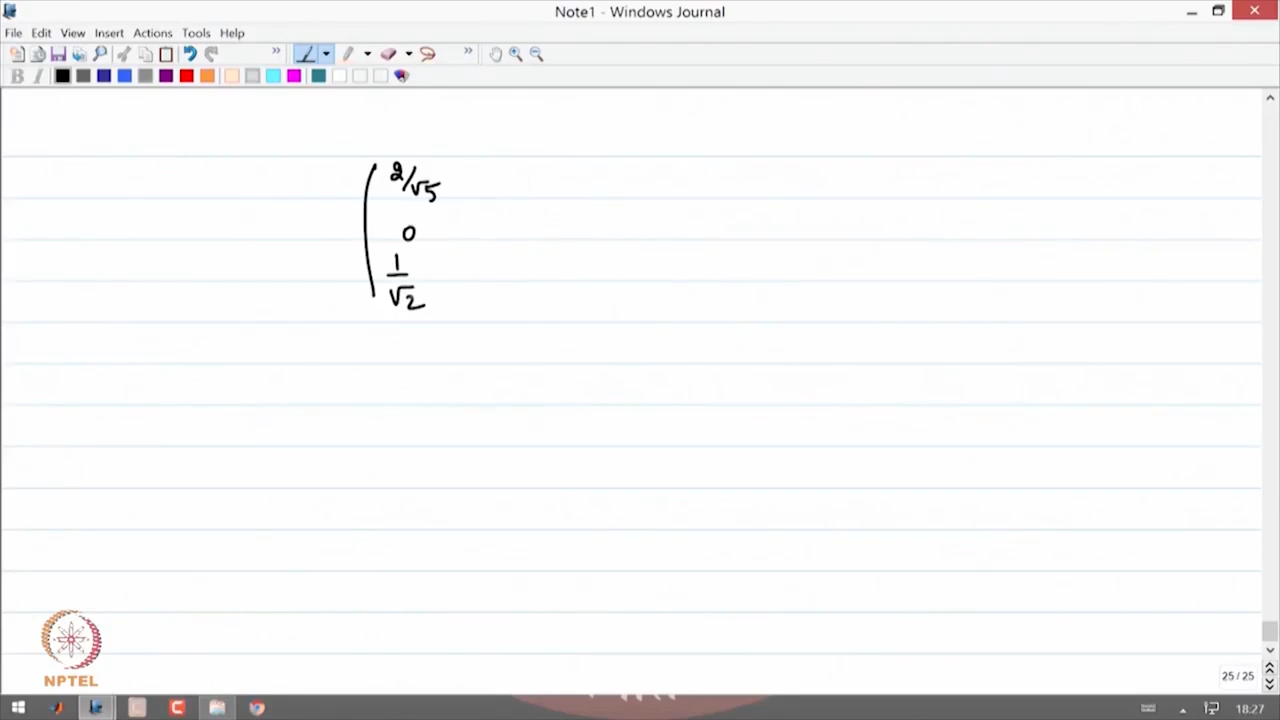 Note1 - Windows Journal
File Edit View Insert Actions Tools Help
B I
2/√5
0
1
√2
NPTEL
25 / 25
18:27